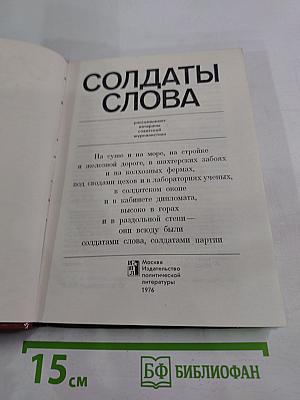 СОЛДАТЫ
СЛОВА
рассказывают
ветераны
советской
журналистики
На суше и на море, на стройке
и железной дороге, в шахтерских забоях
и на колхозных фермах,
под сводами цехов и в лабораториях ученых,
в солдатском окопе
и в кабинете дипломата,
высоко в горах
и в раздольной степи—
они всюду были
солдатами слова, солдатами партии
Москва
Издательство
политической
литературы
1976
15 см
БФ БИБЛИОФАН